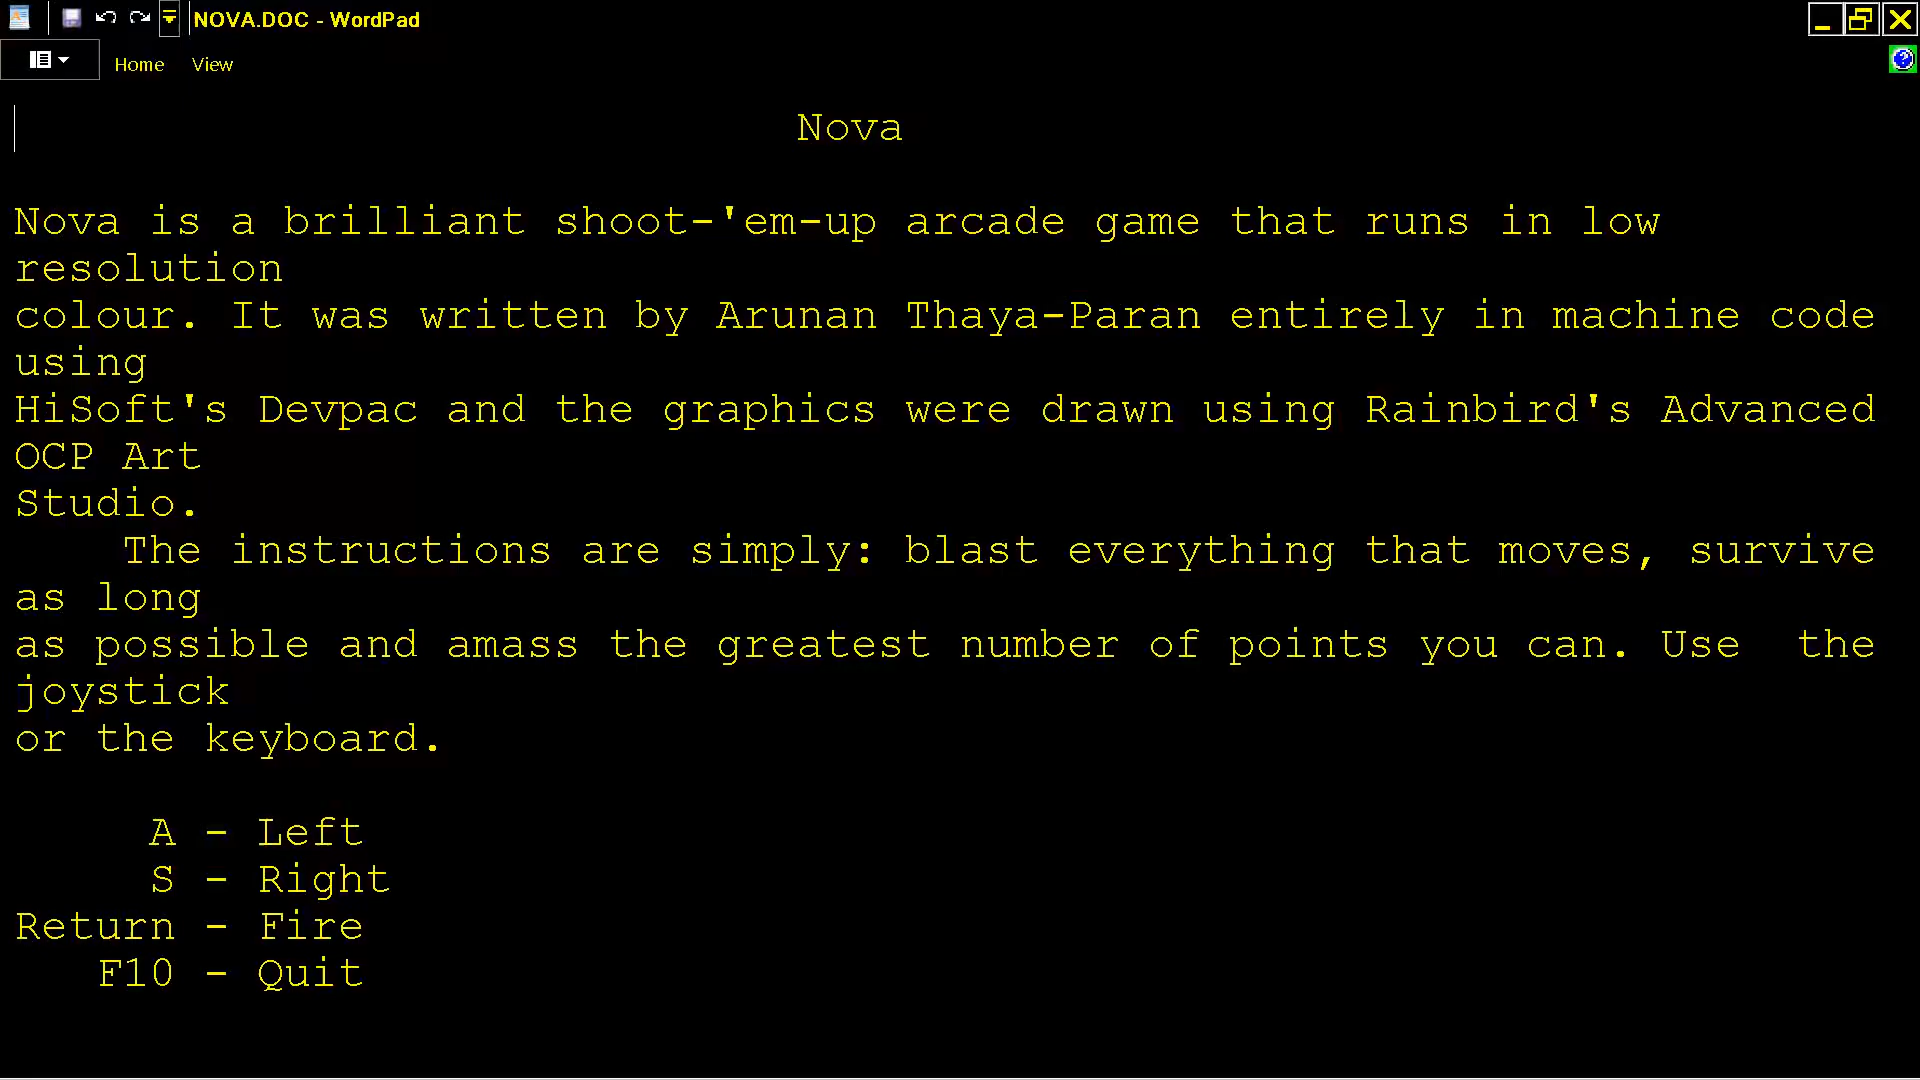 NOVA.DOC - WordPad
Home View
Nova
Nova is a brilliant shoot-'em-up arcade game that runs in low
resolution
colour. It was written by Arunan Thaya-Paran entirely in machine code
using
HiSoft's Devpac and the graphics were drawn using Rainbird's Advanced
OCP Art
Studio.
The instructions are simply: blast everything that moves, survive
as long
as possible and amass the greatest number of points you can. Use  the
joystick
or the keyboard.
A - Left
S - Right
Return - Fire
F10 - Quit